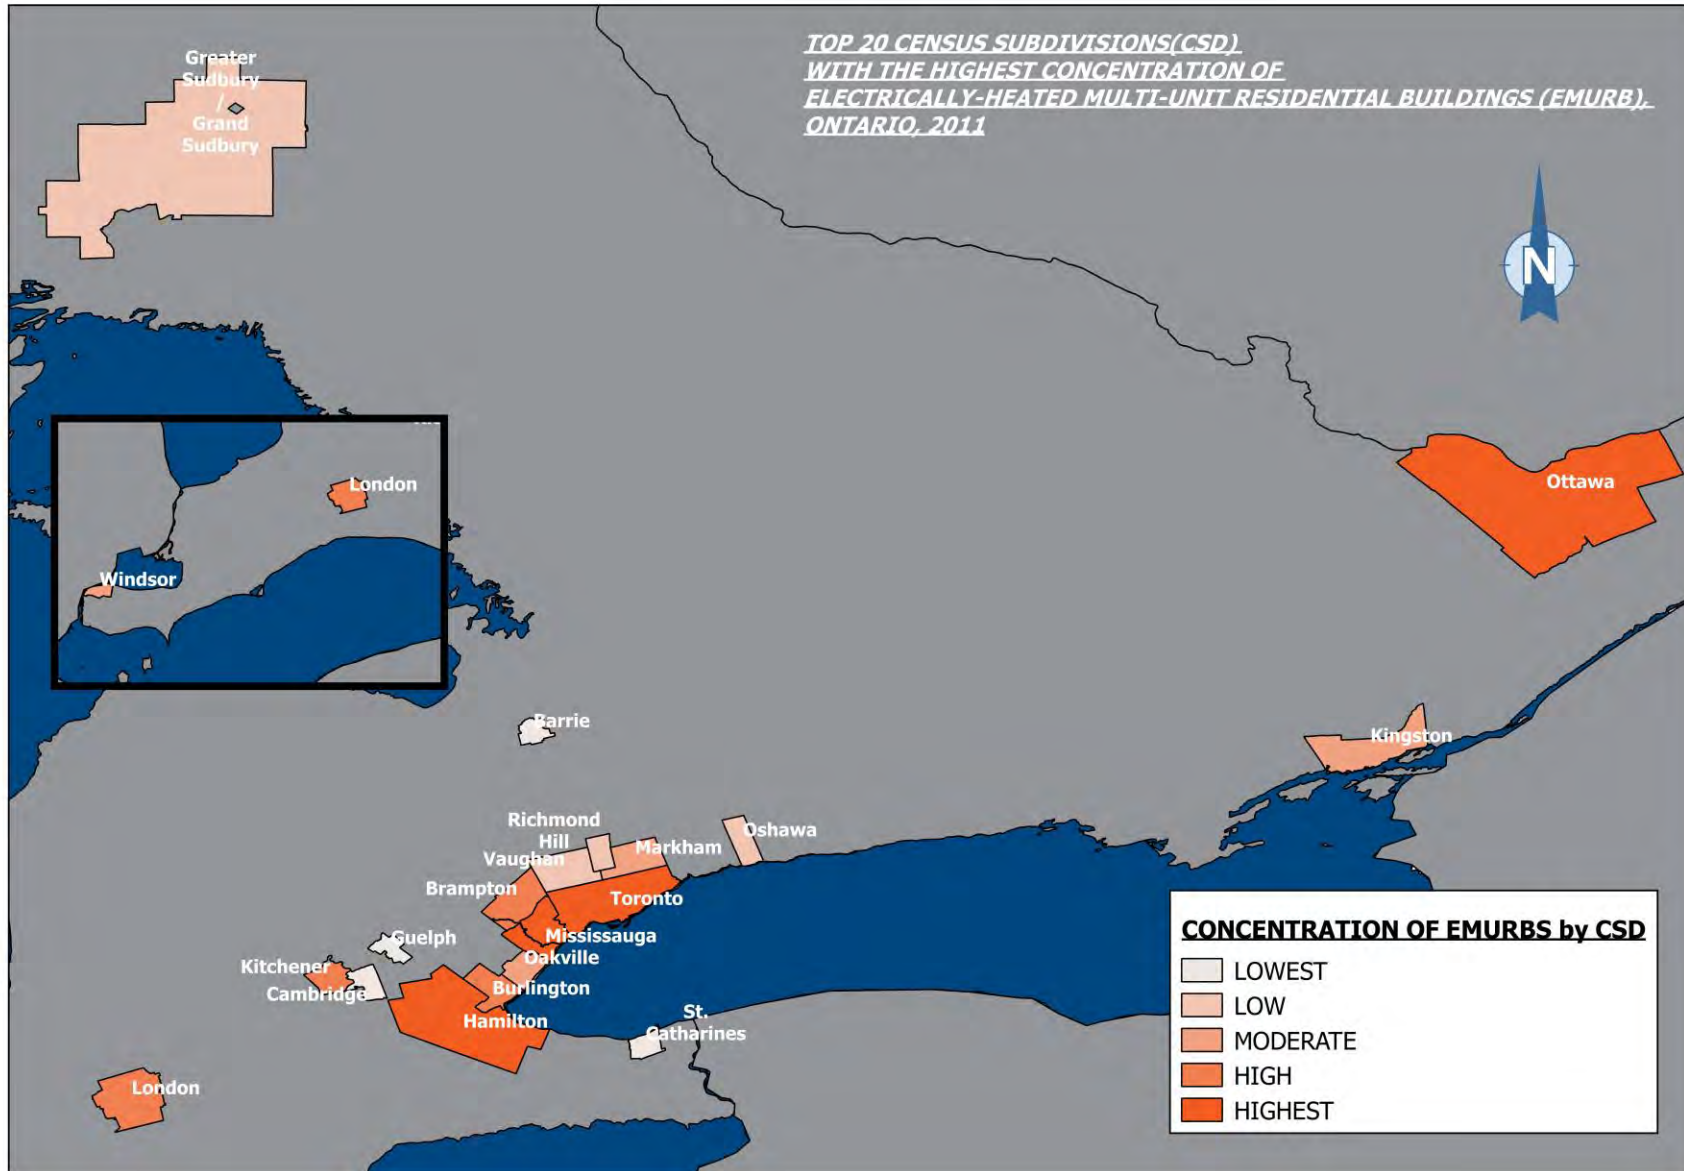 TOP 20 CENSUS SUBDIVISIONS(CSD)
WITH THE HIGHEST CONCENTRATION OF
ELECTRICALLY-HEATED MULTI-UNIT RESIDENTIAL BUILDINGS (EMURB),
ONTARIO, 2011
Greater
Sudbury
/
Grand
Sudbury
N
London
Windsor
Ottawa
Barrie
Kingston
Richmond
Hill
Oshawa
Markham
Vaughan
Brampton
Toronto
Mississauga
Guelph
Oakville
Kitchener
Cambridge
Burlington
Hamilton
St.
Catharines
London
CONCENTRATION OF EMURBS by CSD
LOWEST
LOW
MODERATE
HIGH
HIGHEST